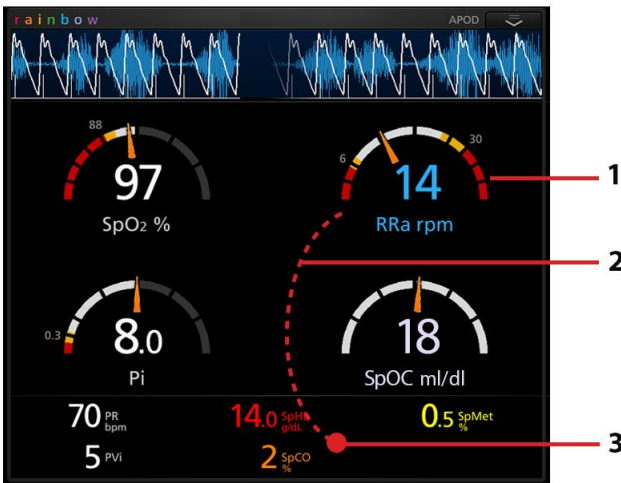 rainbow APOD
88
97
SpO2 %
6
30
14
RRa rpm
1
2
0.3
8.0
Pi
18
SpOC ml/dl
70 PR bpm
14.0 SpHb g/dL
0.5 SpMet %
3
5 PVi
2 SpCO %